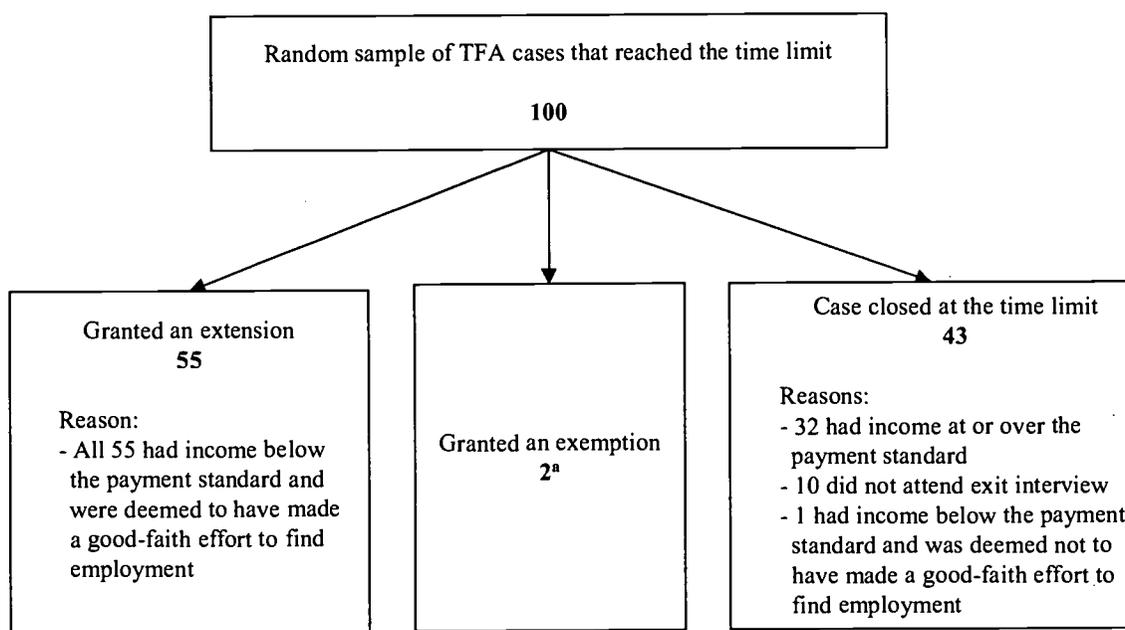 Random sample of TFA cases that reached the time limit
100
Granted an extension
55
Reason:
- All 55 had income below
the payment standard and
were deemed to have made
a good-faith effort to find
employment
Granted an exemption
2ᵃ
Case closed at the time limit
43
Reasons:
- 32 had income at or over the
payment standard
- 10 did not attend exit interview
- 1 had income below the payment
standard and was deemed not to
have made a good-faith effort to
find employment